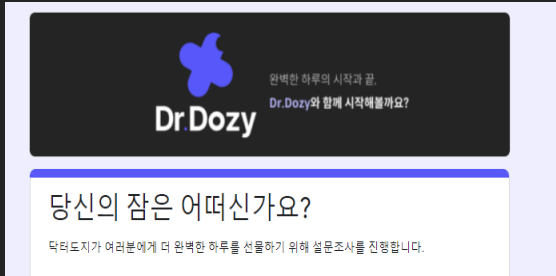 완벽한 하루의 시작과 끝,
Dr.Dozy와 함께 시작해볼까요?
Dr.Dozy
당신의 잠은 어떠신가요?
닥터도지가 여러분에게 더 완벽한 하루를 선물하기 위해 설문조사를 진행합니다.